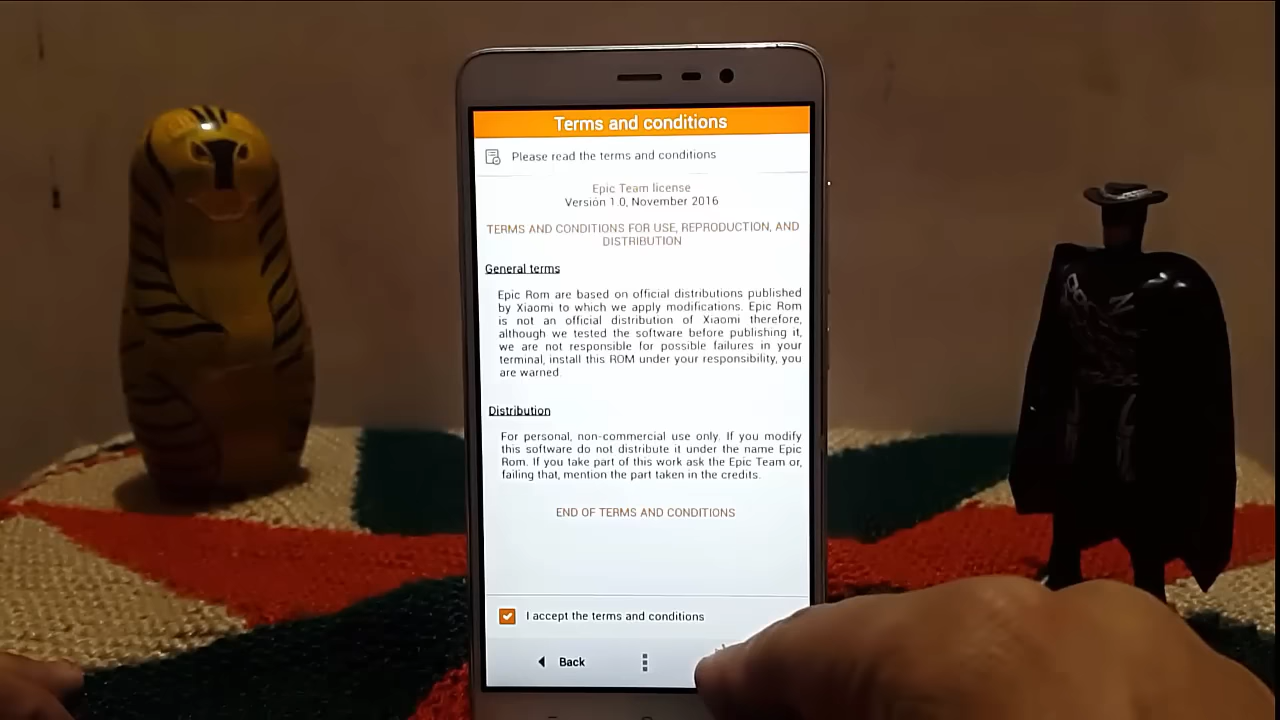 Terms and conditions
Please read the terms and conditions
Epic Team license
Versión 1.0, November 2016
TERMS AND CONDITIONS FOR USE, REPRODUCTION, AND
DISTRIBUTION
General terms
Epic Rom are based on official distributions published
by Xiaomi to which we apply modifications. Epic Rom
is not an official distribution of Xiaomi therefore,
although we tested the software before publishing it,
we are not responsible for possible failures in your
terminal, install this ROM under your responsibility, you
are warned.
Distribution
For personal, non-commercial use only. If you modify
this software do not distribute it under the name Epic
Rom. If you take part of this work ask the Epic Team or,
failing that, mention the part taken in the credits.
END OF TERMS AND CONDITIONS
I accept the terms and conditions
Back
Z